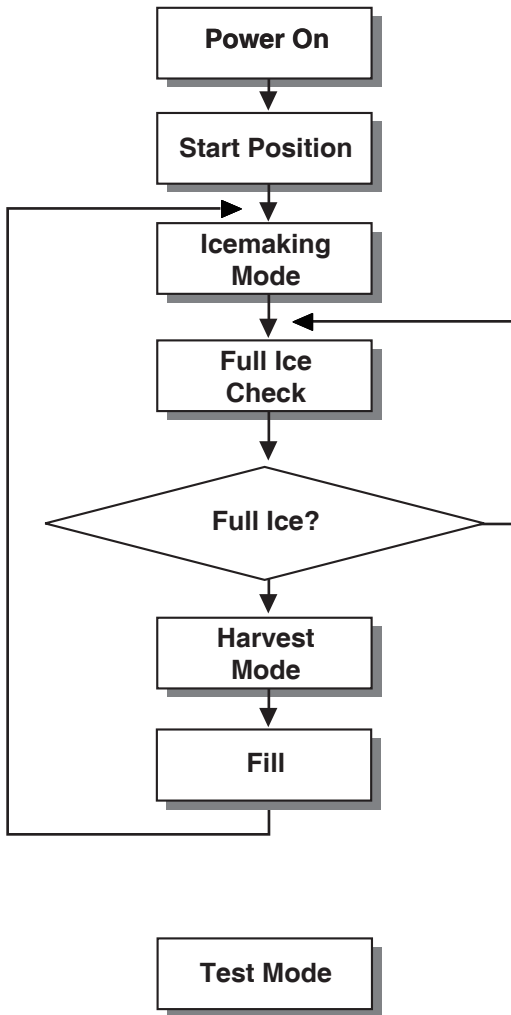 Power On
Start Position
Icemaking
Mode
Full Ice
Check
Full Ice?
Harvest
Mode
Fill
Test Mode